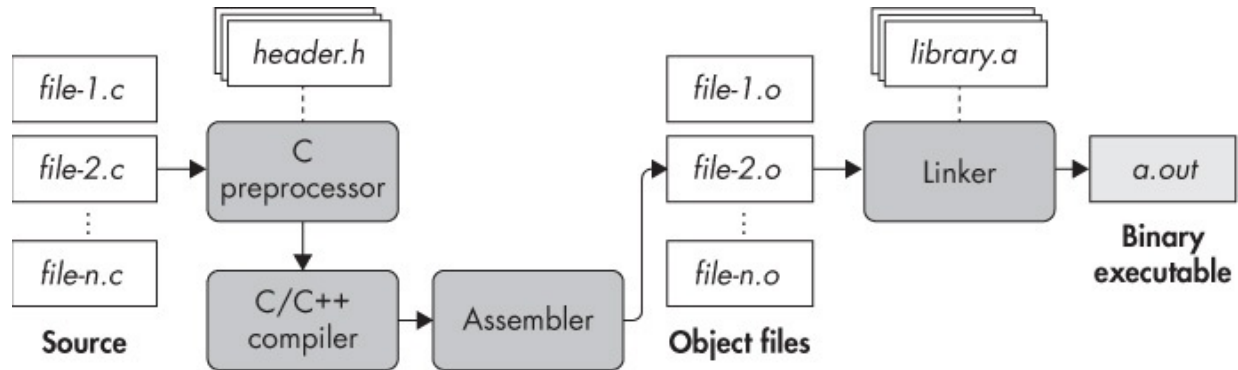 file-1.c
file-2.c
⋮
file-n.c
Source
header.h
C
preprocessor
C/C++
compiler
Assembler
file-1.o
file-2.o
⋮
file-n.o
Object files
library.a
Linker
a.out
Binary
executable